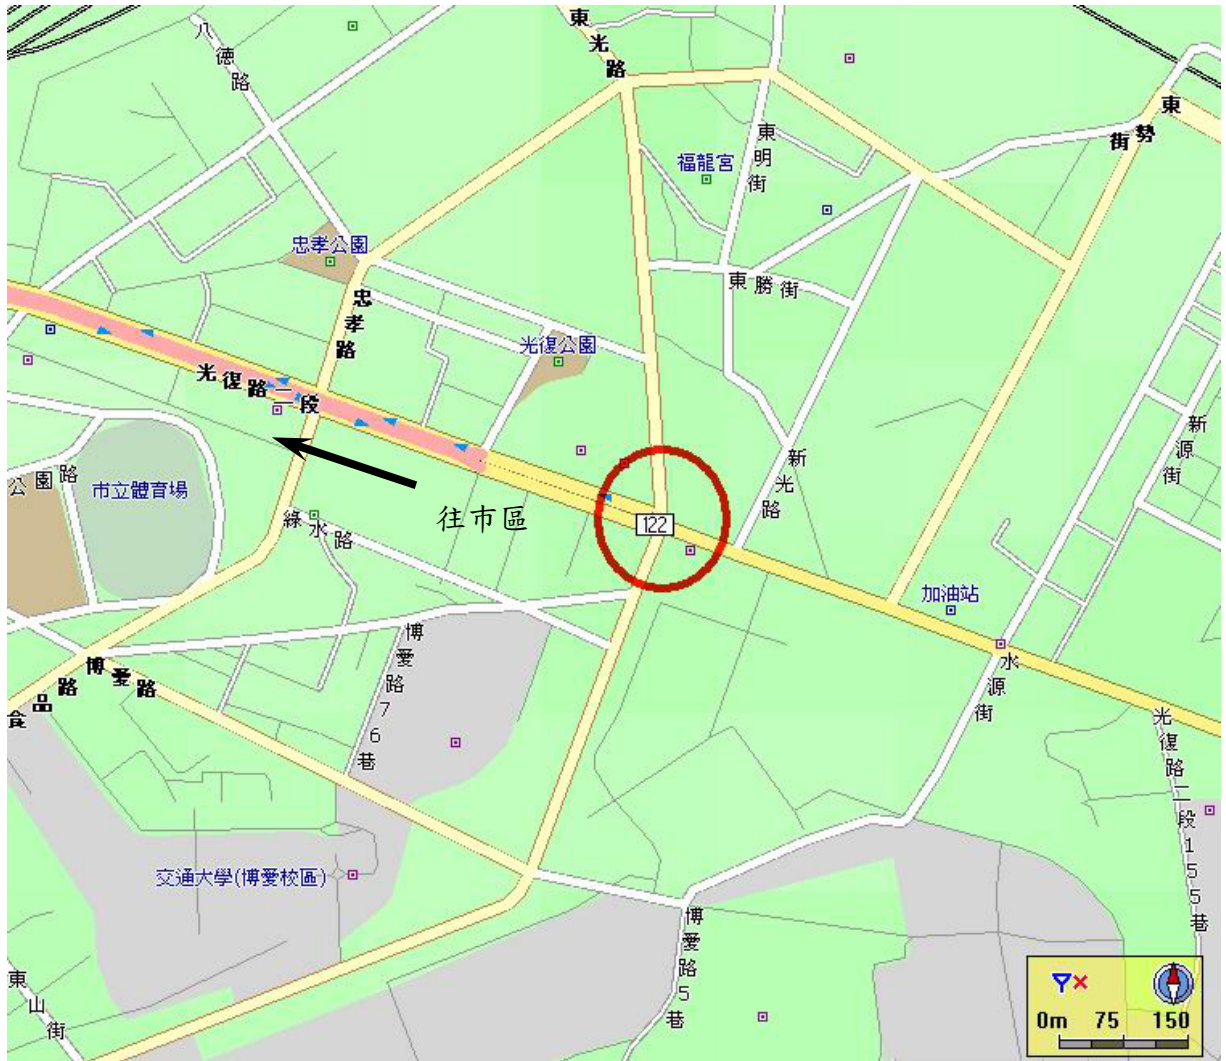 八德路
東光路
東勢街
東明街
福龍宮
忠孝公園
東勝街
忠孝路
光復公園
光復路二段
新源街
新光路
公園路
市立體育場
往市區
122
綠水路
加油站
博愛路76巷
水源街
博愛路
食品路
光復路二段155巷
交通大學(博愛校區)
博愛路5巷
東山街
0m 75 150